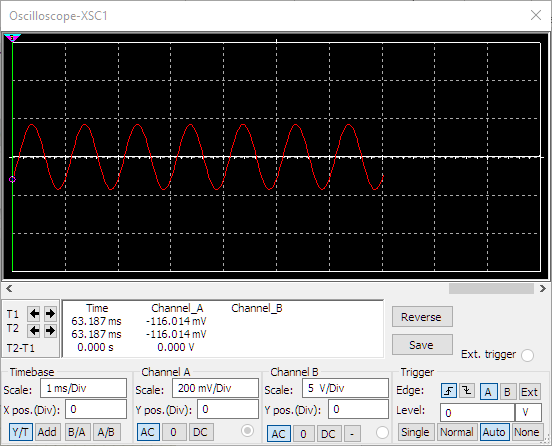 Oscilloscope-XSC1
T1
T2
T2-T1
Time Channel_A Channel_B
63.187 ms -116.014 mV
63.187 ms -116.014 mV
0.000 s 0.000 V
Reverse
Save
Ext. trigger
Timebase
Scale: 1 ms/Div
X pos.(Div): 0
Y/T Add B/A A/B
Channel A
Scale: 200 mV/Div
Y pos.(Div): 0
AC 0 DC
Channel B
Scale: 5 V/Div
Y pos.(Div): 0
AC 0 DC -
Trigger
Edge: A B Ext
Level: 0 V
Single Normal Auto None